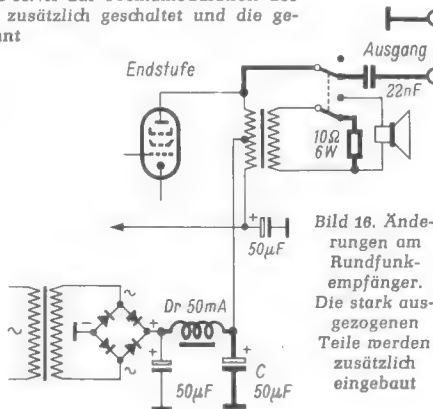 zusätzlich geschaltet und die ge-
Endstufe
Ausgang
22nF
10Ω
6W
+
50µF
Bild 16. Ände-
rungen am
Rundfunk-
empfänger.
Die stark aus-
gezogenen
Teile werden
zusätzlich
eingebaut
~
~
~
+
Dr 50mA
+
+
50µF
C
50µF